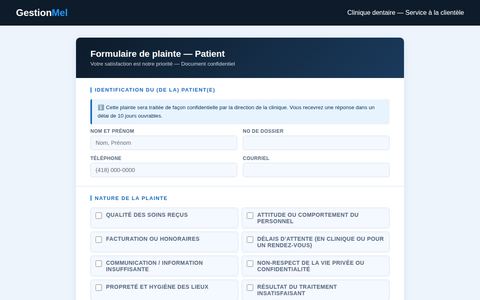 GestionMel
Clinique dentaire — Service à la clientèle
Formulaire de plainte — Patient
Votre satisfaction est notre priorité — Document confidentiel
IDENTIFICATION DU (DE LA) PATIENT(E)
ℹ️ Cette plainte sera traitée de façon confidentielle par la direction de la clinique. Vous recevrez une réponse dans un
délai de 10 jours ouvrables.
NOM ET PRÉNOM
NO DE DOSSIER
Nom, Prénom
TÉLÉPHONE
COURRIEL
(418) 000-0000
NATURE DE LA PLAINTE
QUALITÉ DES SOINS REÇUS
ATTITUDE OU COMPORTEMENT DU
PERSONNEL
FACTURATION OU HONORAIRES
DÉLAIS D'ATTENTE (EN CLINIQUE OU POUR
UN RENDEZ-VOUS)
COMMUNICATION / INFORMATION
INSUFFISANTE
NON-RESPECT DE LA VIE PRIVÉE OU
CONFIDENTIALITÉ
PROPRETÉ ET HYGIÈNE DES LIEUX
RÉSULTAT DU TRAITEMENT
INSATISFAISANT